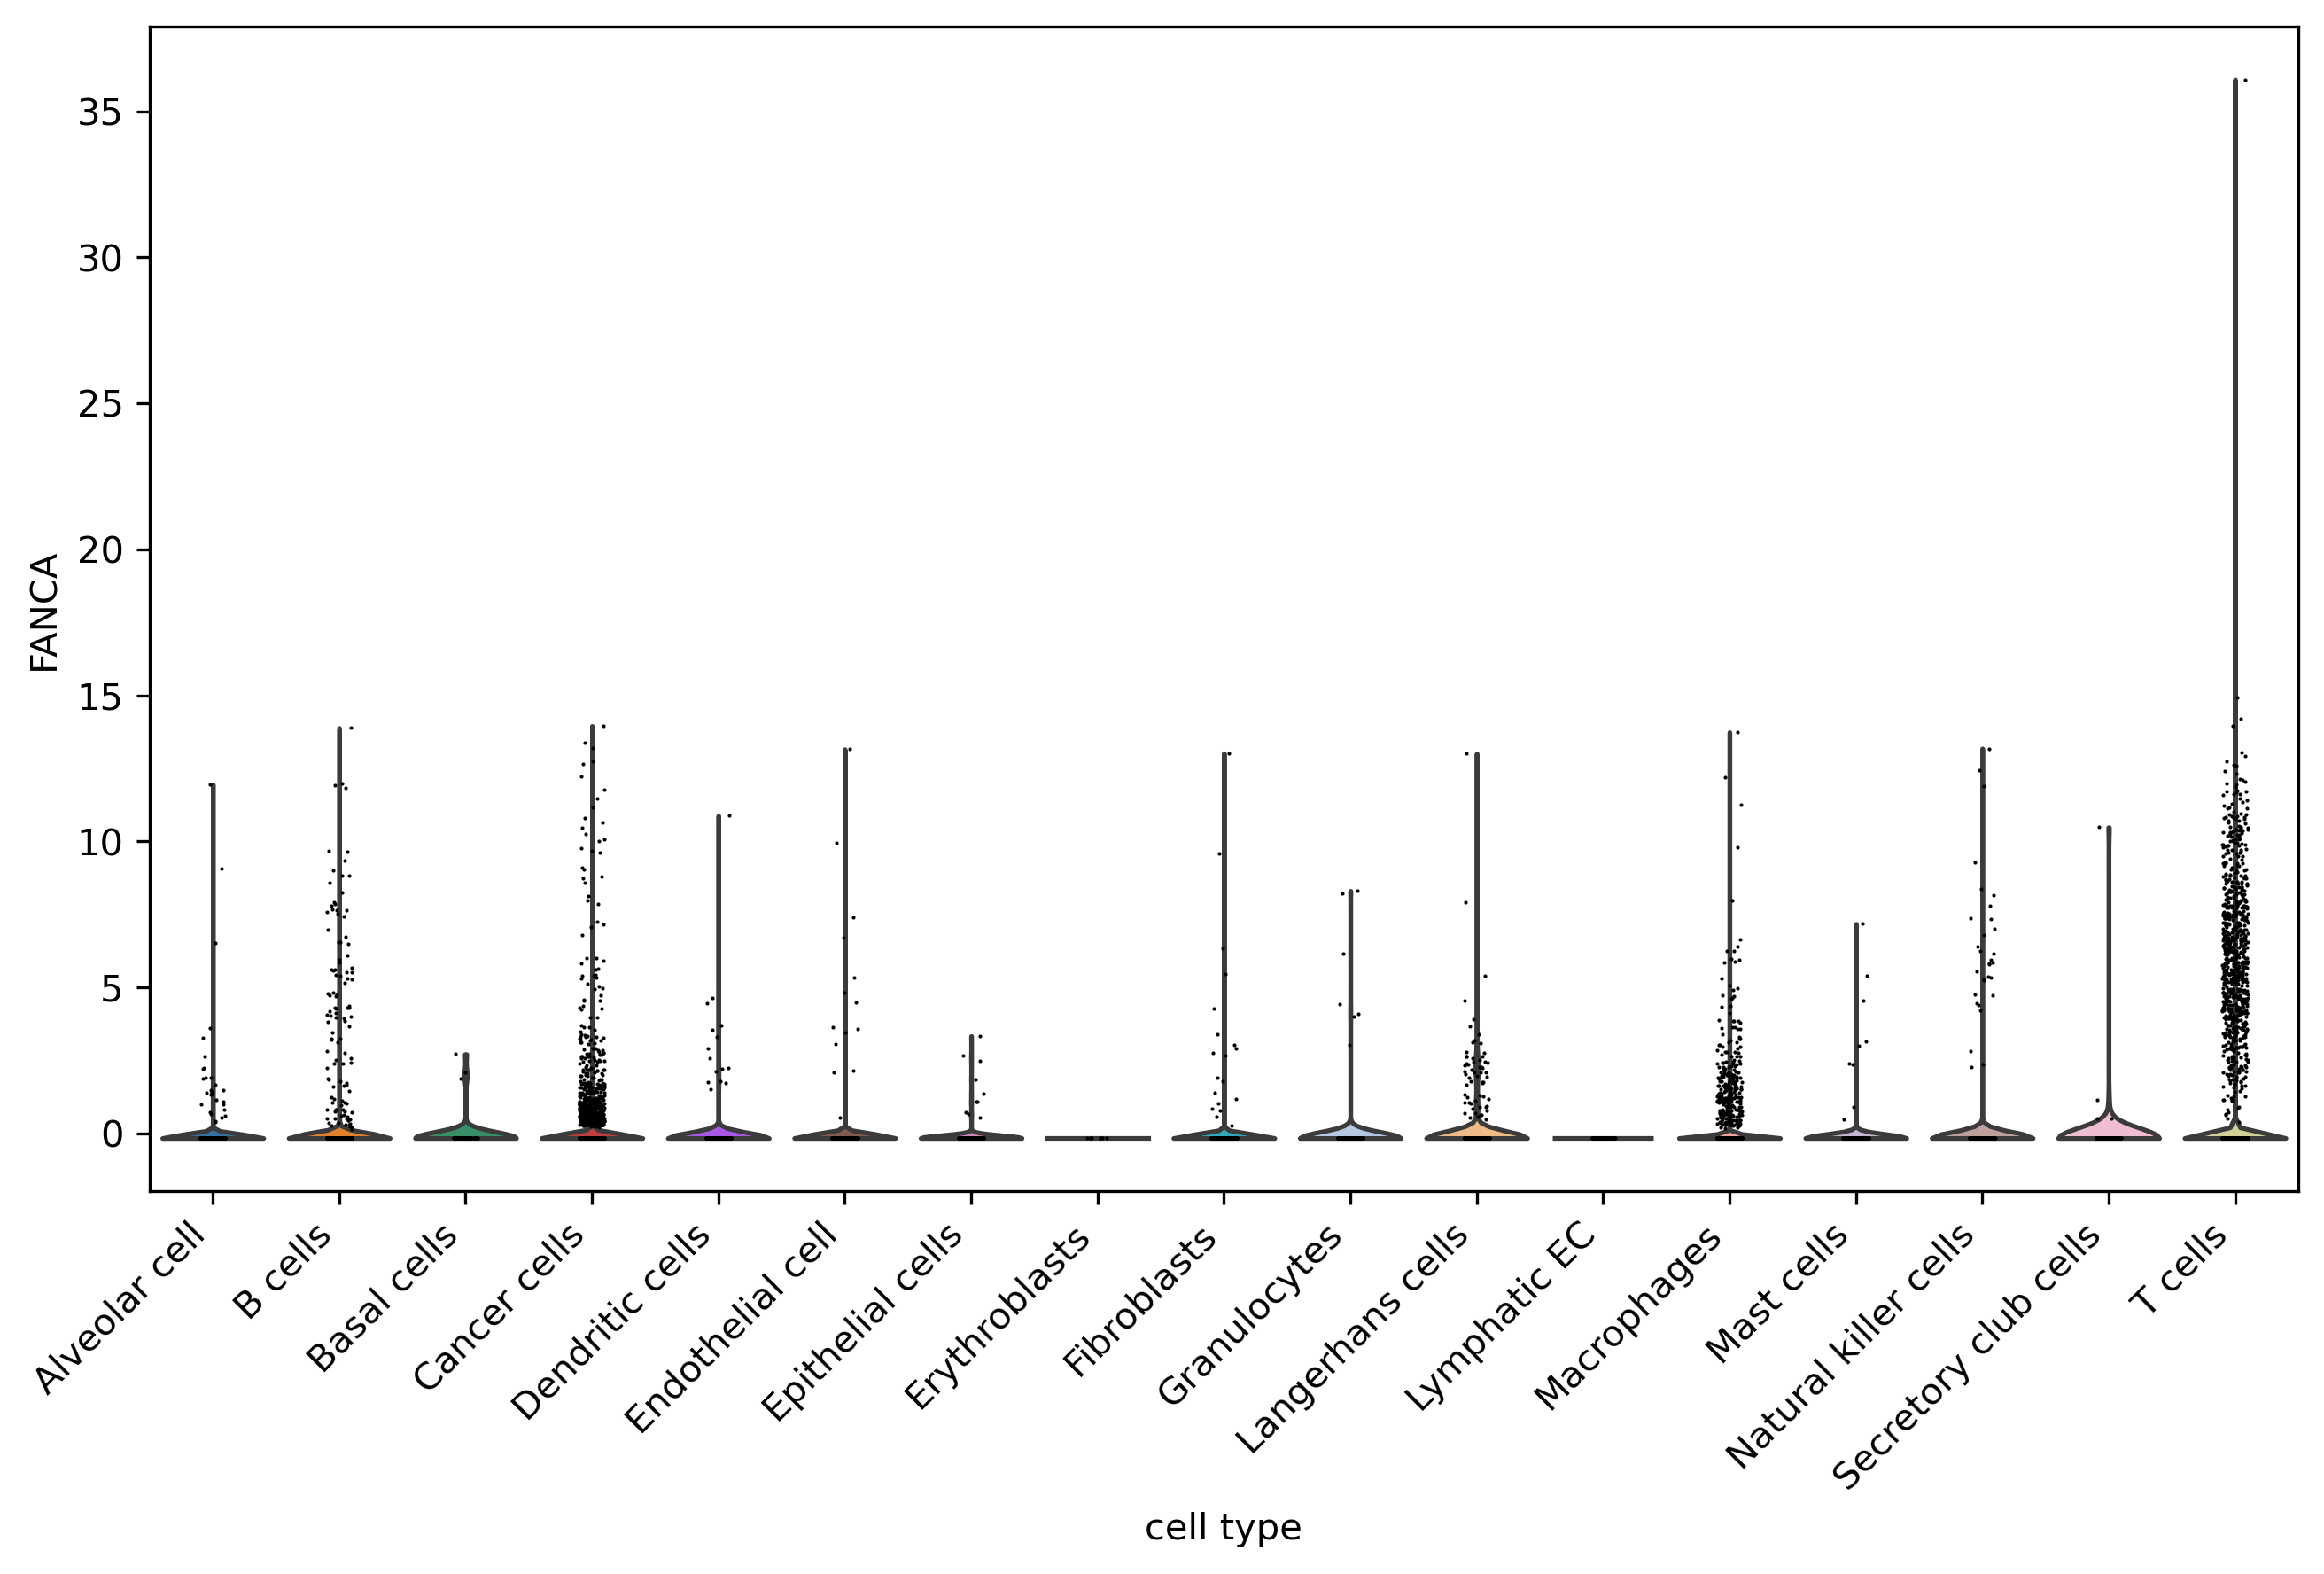 FANCA
35
30
25
20
15
10
5
0
Alveolar cell
B cells
Basal cells
Cancer cells
Dendritic cells
Endothelial cell
Epithelial cells
Erythroblasts
Fibroblasts
Granulocytes
Langerhans cells
Lymphatic EC
Macrophages
Mast cells
Natural killer cells
Secretory club cells
T cells
cell type